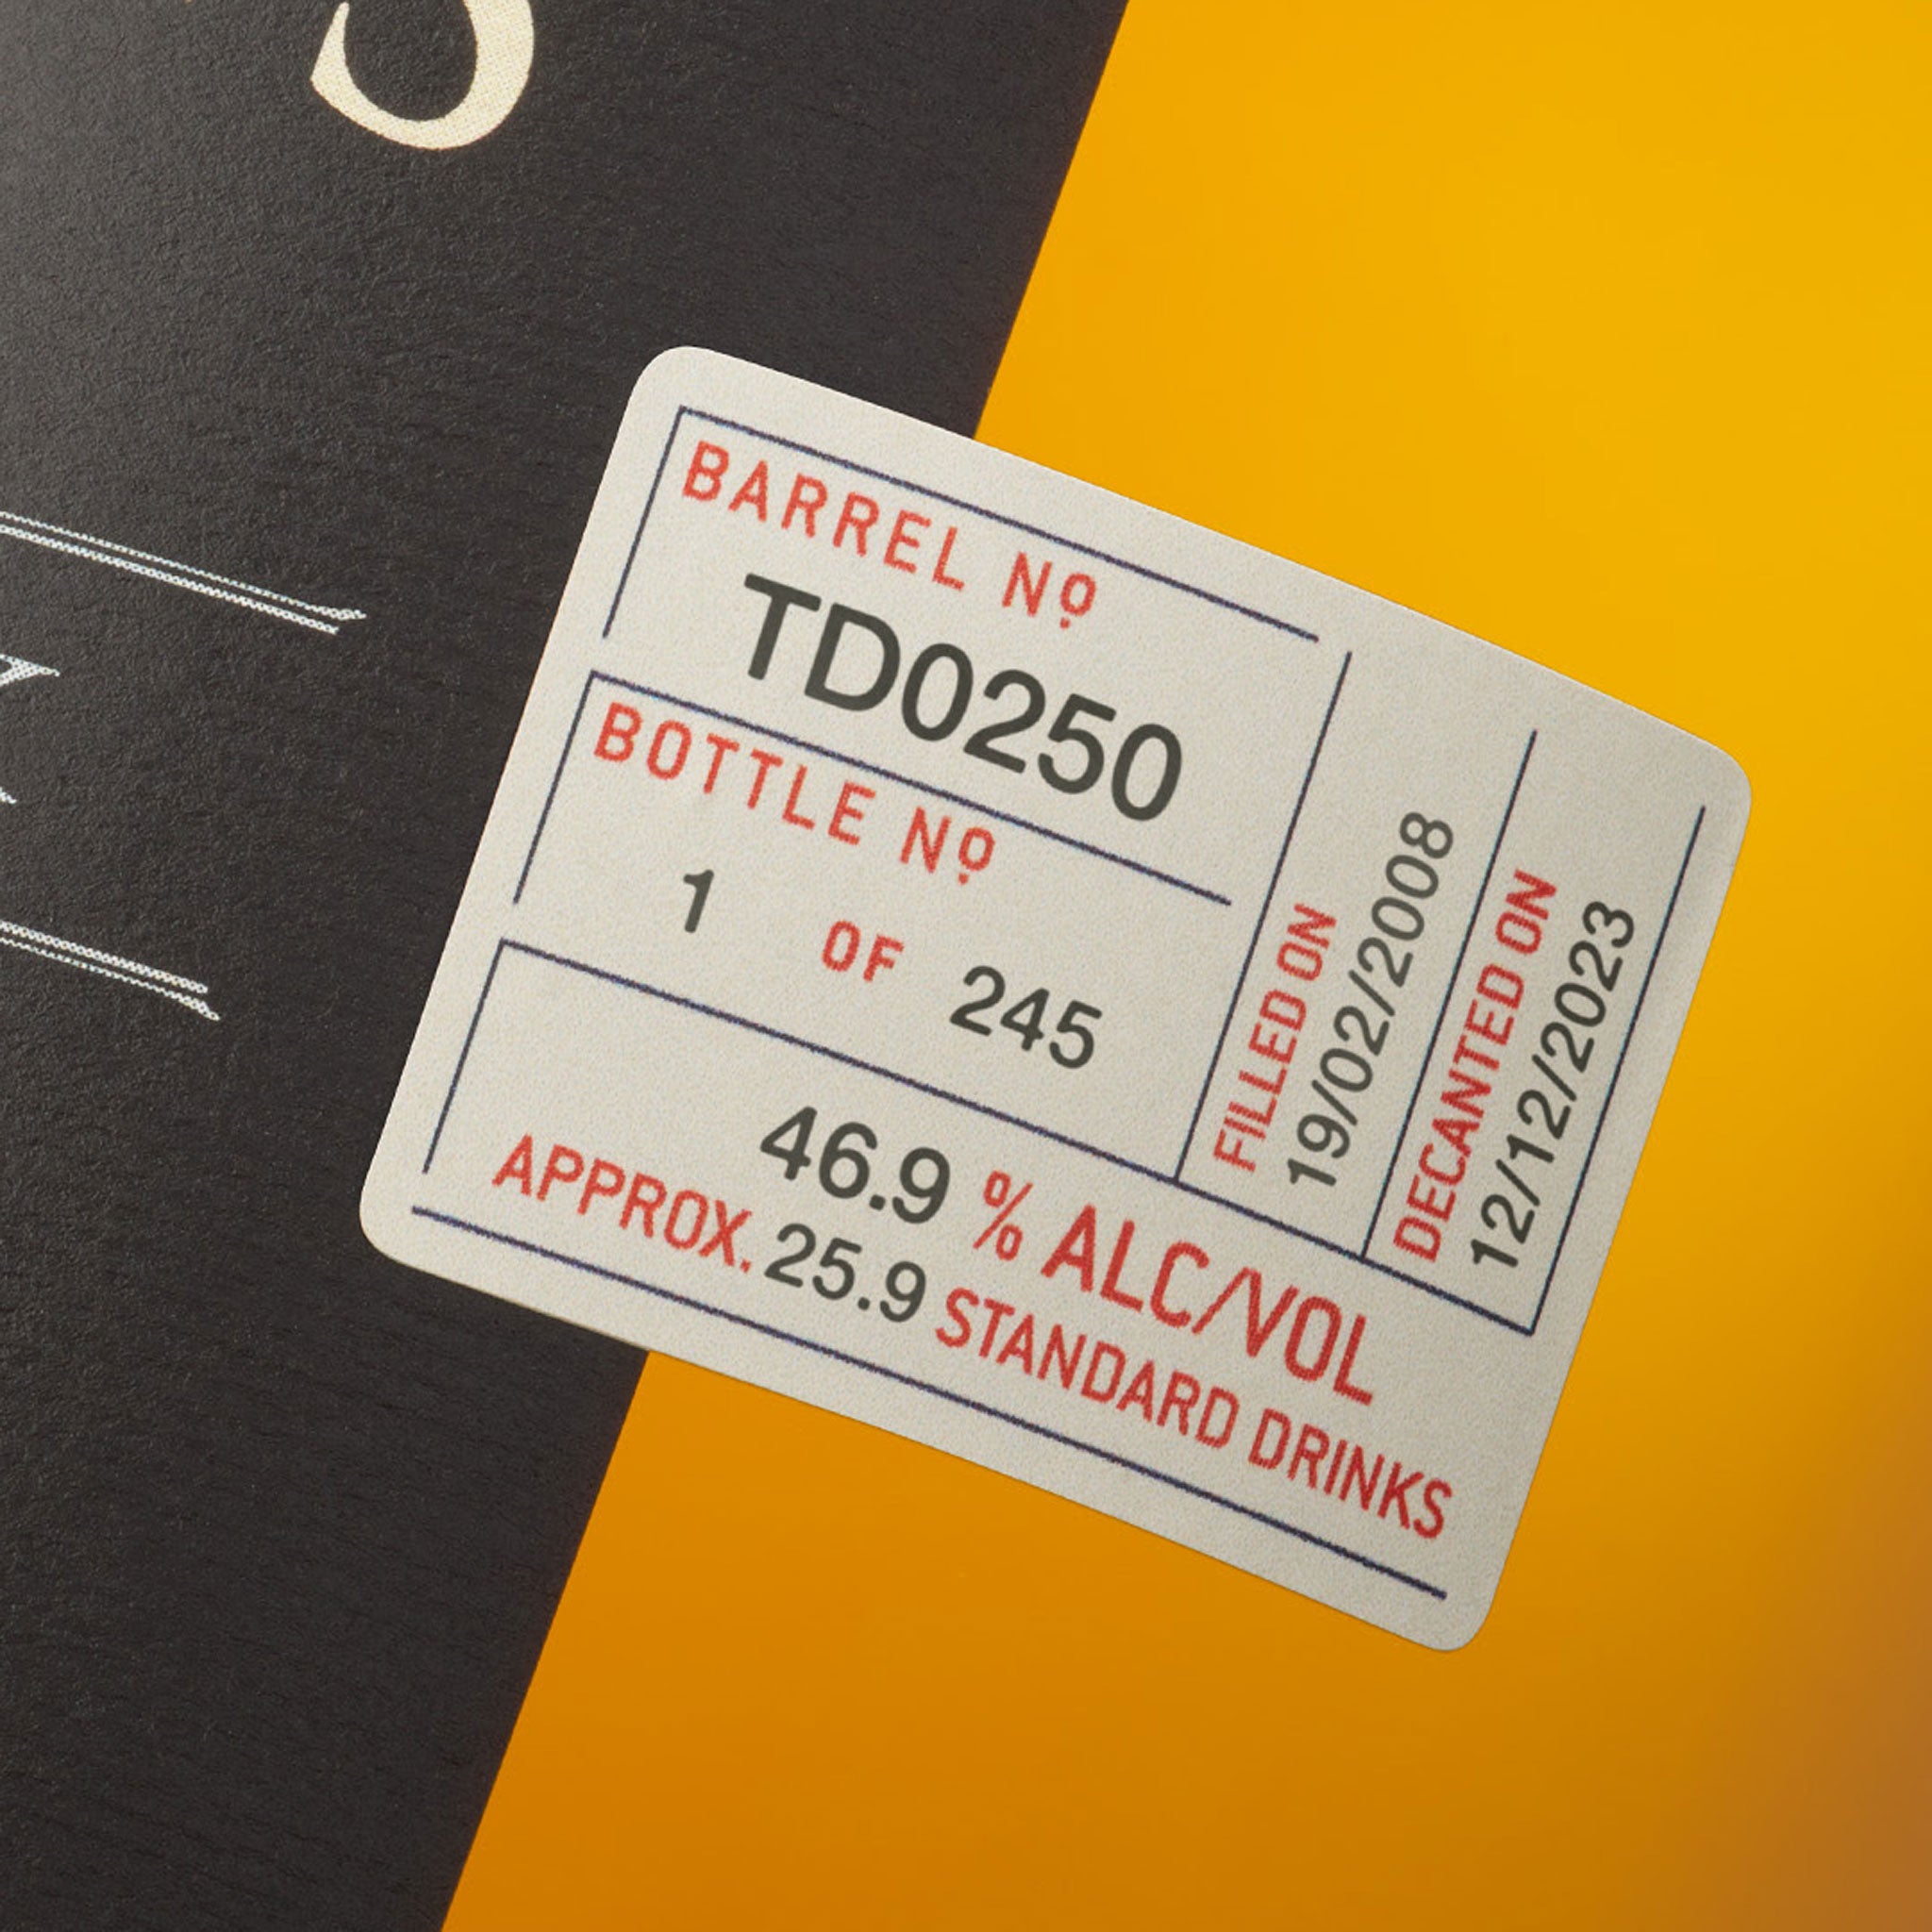 S
BARREL Nº
TD0250
BOTTLE Nº
1 OF 245
FILLED ON
19/02/2008
DECANTED ON
12/12/2023
46.9 % ALC/VOL
APPROX. 25.9 STANDARD DRINKS